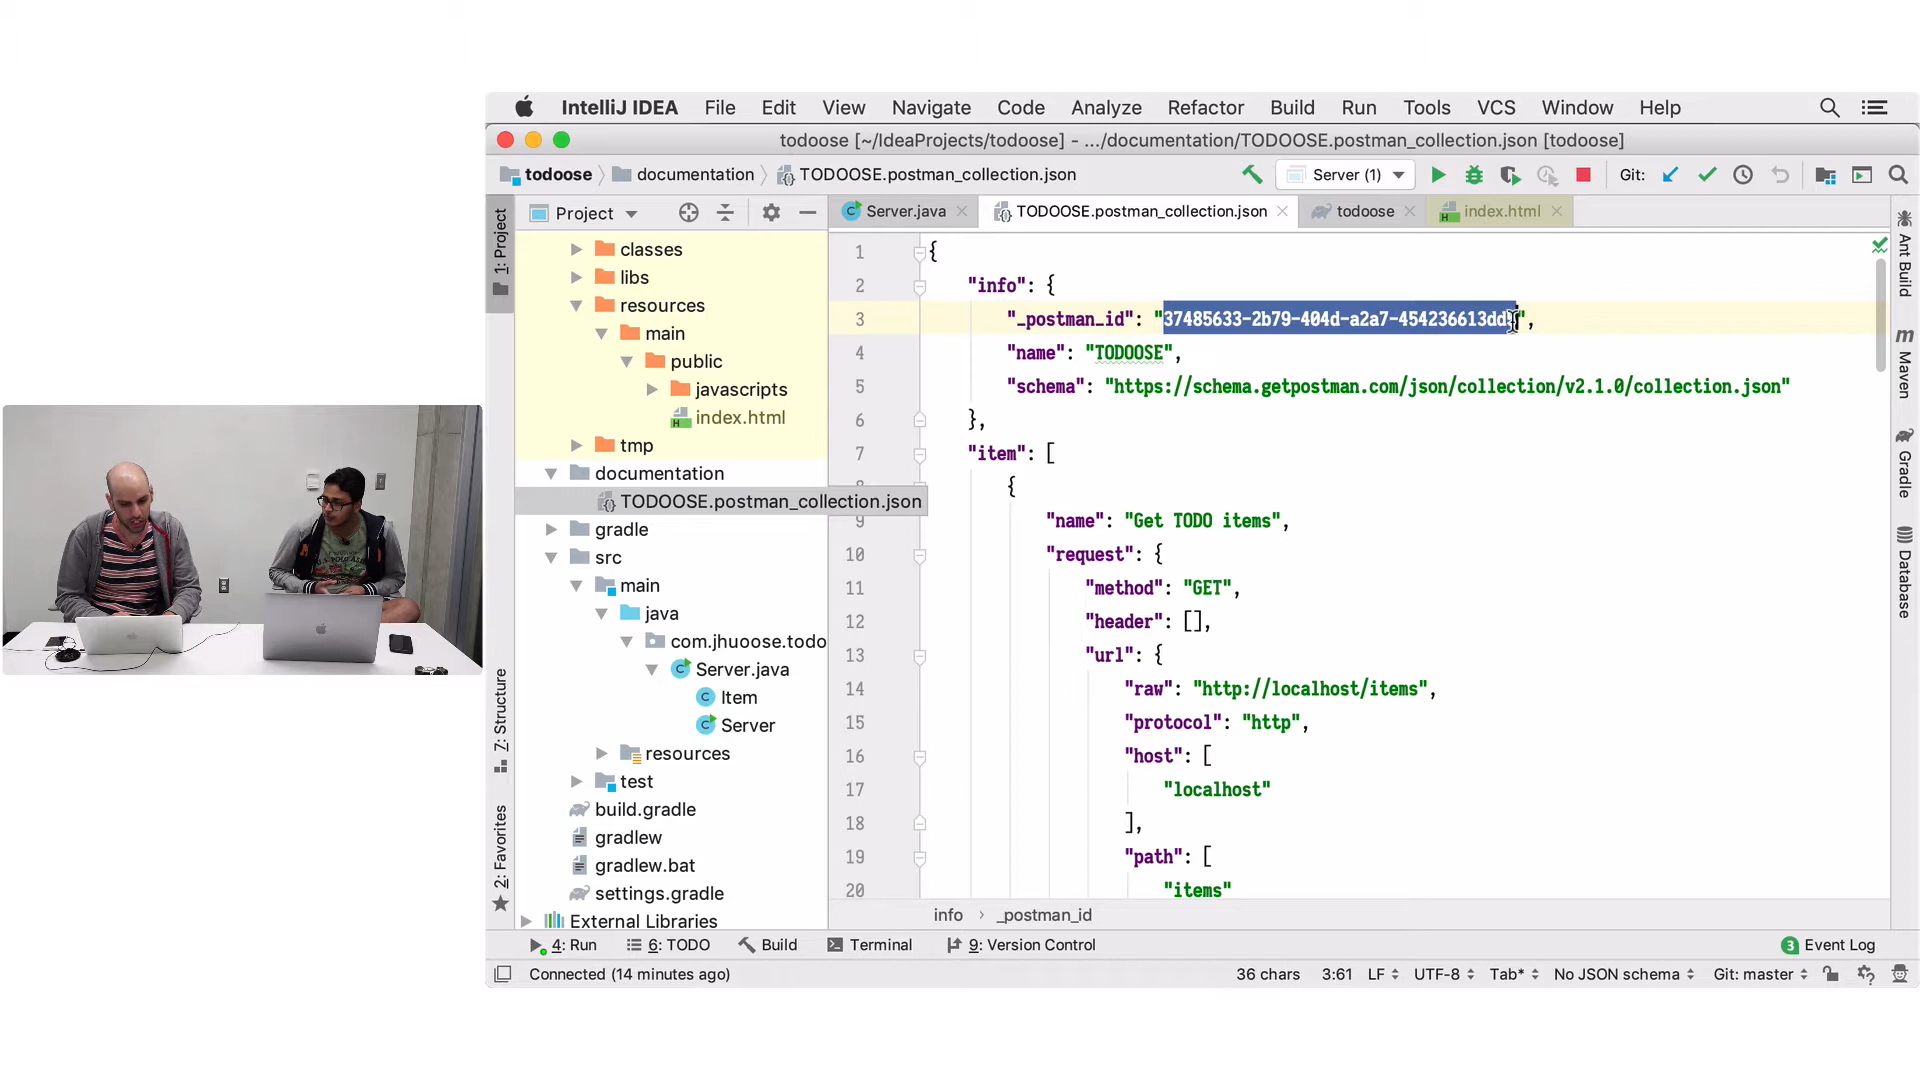 IntelliJ IDEA File Edit View Navigate Code Analyze Refactor Build Run Tools VCS Window Help
todoose [~/IdeaProjects/todoose] - .../documentation/TODOOSE.postman_collection.json [todoose]
todoose documentation TODOOSE.postman_collection.json Server (1) Git:
Project Server.java TODOOSE.postman_collection.json todoose index.html
1: Project
7: Structure
2: Favorites
classes
libs
resources
main
public
javascripts
index.html
tmp
documentation
TODOOSE.postman_collection.json
gradle
src
main
java
com.jhuoose.todo
Server.java
Item
Server
resources
test
build.gradle
gradlew
gradlew.bat
settings.gradle
External Libraries
1 {
2 "info": {
3 "_postman_id": "37485633-2b79-404d-a2a7-454236613dd",
4 "name": "TODOOSE",
5 "schema": "https://schema.getpostman.com/json/collection/v2.1.0/collection.json"
6 },
7 "item": [
{
9 "name": "Get TODO items",
10 "request": {
11 "method": "GET",
12 "header": [],
13 "url": {
14 "raw": "http://localhost/items",
15 "protocol": "http",
16 "host": [
17 "localhost"
18 ],
19 "path": [
20 "items"
info › _postman_id
Ant Build
m Maven
Gradle
Database
4: Run 6: TODO Build Terminal 9: Version Control 3 Event Log
Connected (14 minutes ago) 36 chars 3:61 LF UTF-8 Tab* No JSON schema Git: master